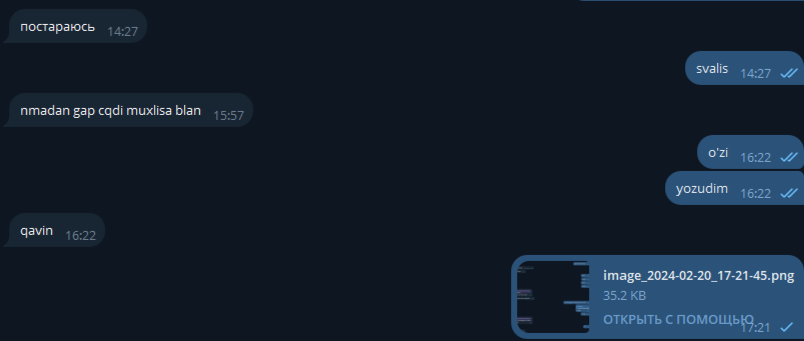 постараюсь 14:27
svalis 14:27
nmadan gap cqdi muxlisa blan 15:57
o'zi 16:22
yozudim 16:22
qavin 16:22
image_2024-02-20_17-21-45.png
35.2 KB
ОТКРЫТЬ С ПОМОЩЬЮ 17:21